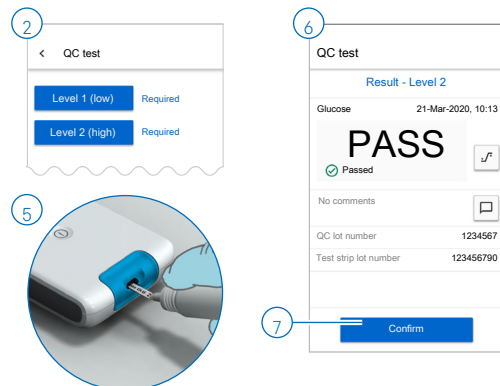 2
< QC test
Level 1 (low) Required
Level 2 (high) Required
5
6
QC test
Result - Level 2
Glucose 21-Mar-2020, 10:13
PASS
Passed
No comments
QC lot number 1234567
Test strip lot number 123456790
7
Confirm